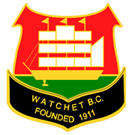 WATCHET B.C.
FOUNDED 1911